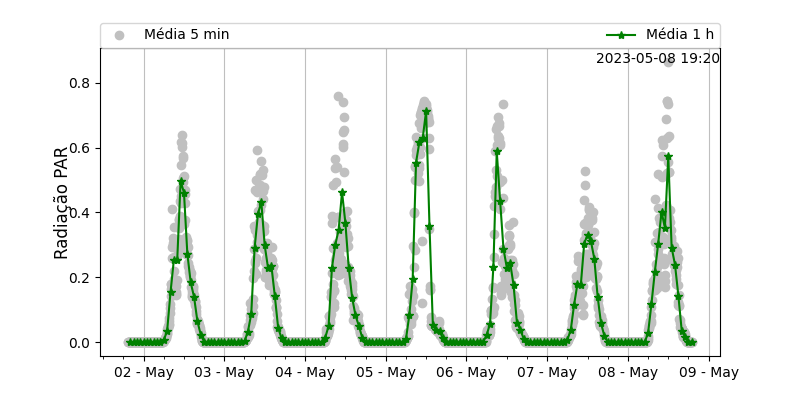 Média 5 min
Média 1 h
2023-05-08 19:20
Radiação PAR
0.8
0.6
0.4
0.2
0.0
02 - May
03 - May
04 - May
05 - May
06 - May
07 - May
08 - May
09 - May